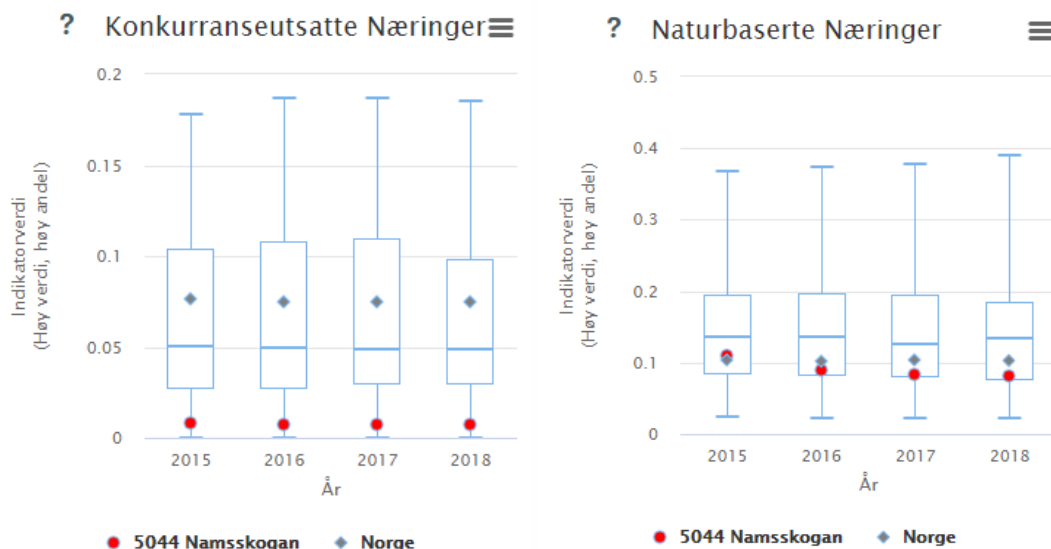 ? Konkurranseutsatte Næringer
0.2
0.15
0.1
0.05
0
Indikatorverdi
(Høy verdi, høy andel)
2015 2016 2017 2018
År
5044 Namsskogan Norge
? Naturbaserte Næringer
0.5
0.4
0.3
0.2
0.1
0
Indikatorverdi
(Høy verdi, høy andel)
2015 2016 2017 2018
År
5044 Namsskogan Norge